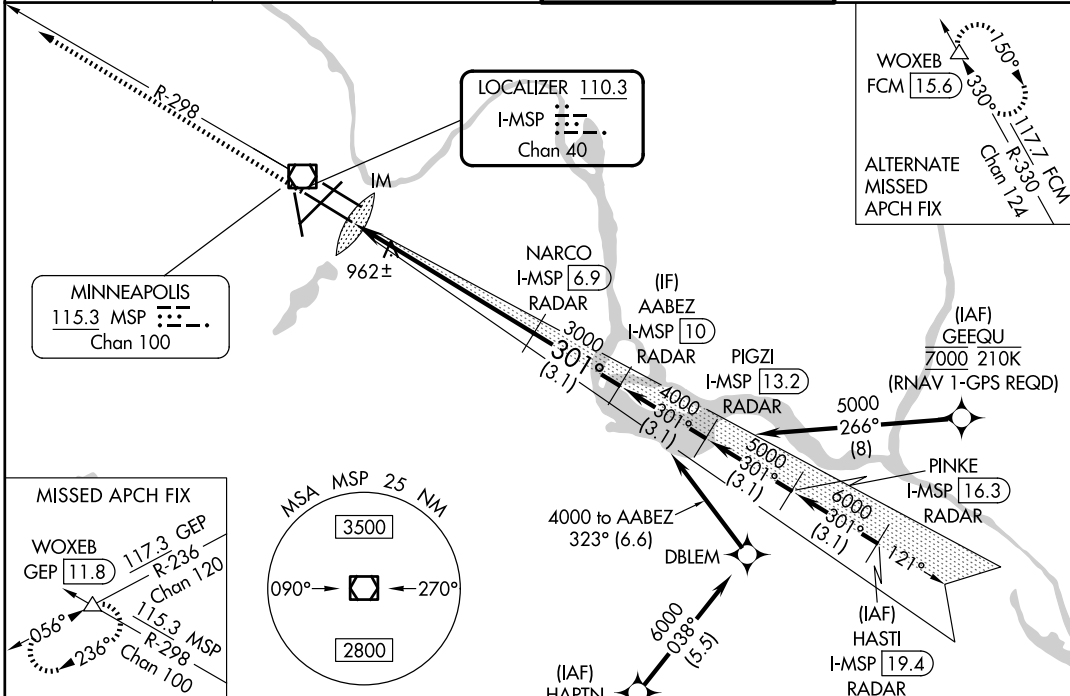 R-298
LOCALIZER 110.3
I-MSP
Chan 40
IM
962±
MINNEAPOLIS
115.3 MSP
Chan 100
WOXEB
FCM 15.6
150°
330°
117.7 FCM
R-330
Chan 124
ALTERNATE
MISSED
APCH FIX
NARCO
I-MSP 6.9
RADAR
(IF)
AABEZ
I-MSP 10
RADAR
PIGZI
I-MSP 13.2
RADAR
(IAF)
GEEQU
7000 210K
(RNAV 1-GPS REQD)
5000
266°
(8)
3000
301°
(3.1)
4000
301°
(3.1)
5000
301°
(3.1)
6000
301°
(3.1)
121°
PINKE
I-MSP 16.3
RADAR
4000 to AABEZ
323° (6.6)
DBLEM
6000
038°
(5.5)
(IAF)
HASTI
I-MSP 19.4
RADAR
(IAF)
HAPTN
MISSED APCH FIX
WOXEB
GEP 11.8
117.3 GEP
R-236
Chan 120
056°
236°
115.3 MSP
R-298
Chan 100
MSA MSP 25 NM
3500
090°
270°
2800